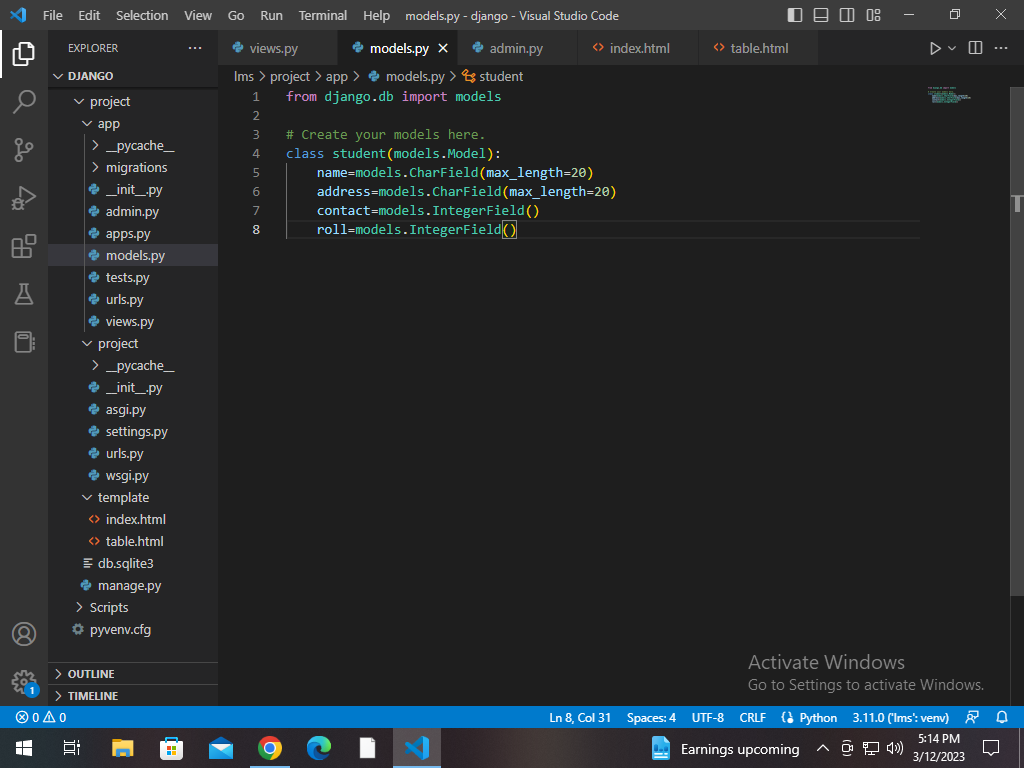 File Edit Selection View Go Run Terminal Help models.py - django - Visual Studio Code
EXPLORER
views.py models.py admin.py index.html table.html
DJANGO
lms > project > app > models.py > student
project
app
__pycache__
migrations
__init__.py
admin.py
apps.py
models.py
tests.py
urls.py
views.py
project
__pycache__
__init__.py
asgi.py
settings.py
urls.py
wsgi.py
template
index.html
table.html
db.sqlite3
manage.py
Scripts
pyvenv.cfg
OUTLINE
TIMELINE
1 from django.db import models
2
3 # Create your models here.
4 class student(models.Model):
5 name=models.CharField(max_length=20)
6 address=models.CharField(max_length=20)
7 contact=models.IntegerField()
8 roll=models.IntegerField()
Activate Windows
Go to Settings to activate Windows.
1
0 0 Ln 8, Col 31 Spaces: 4 UTF-8 CRLF Python 3.11.0 ('lms': venv)
Earnings upcoming
5:14 PM
3/12/2023